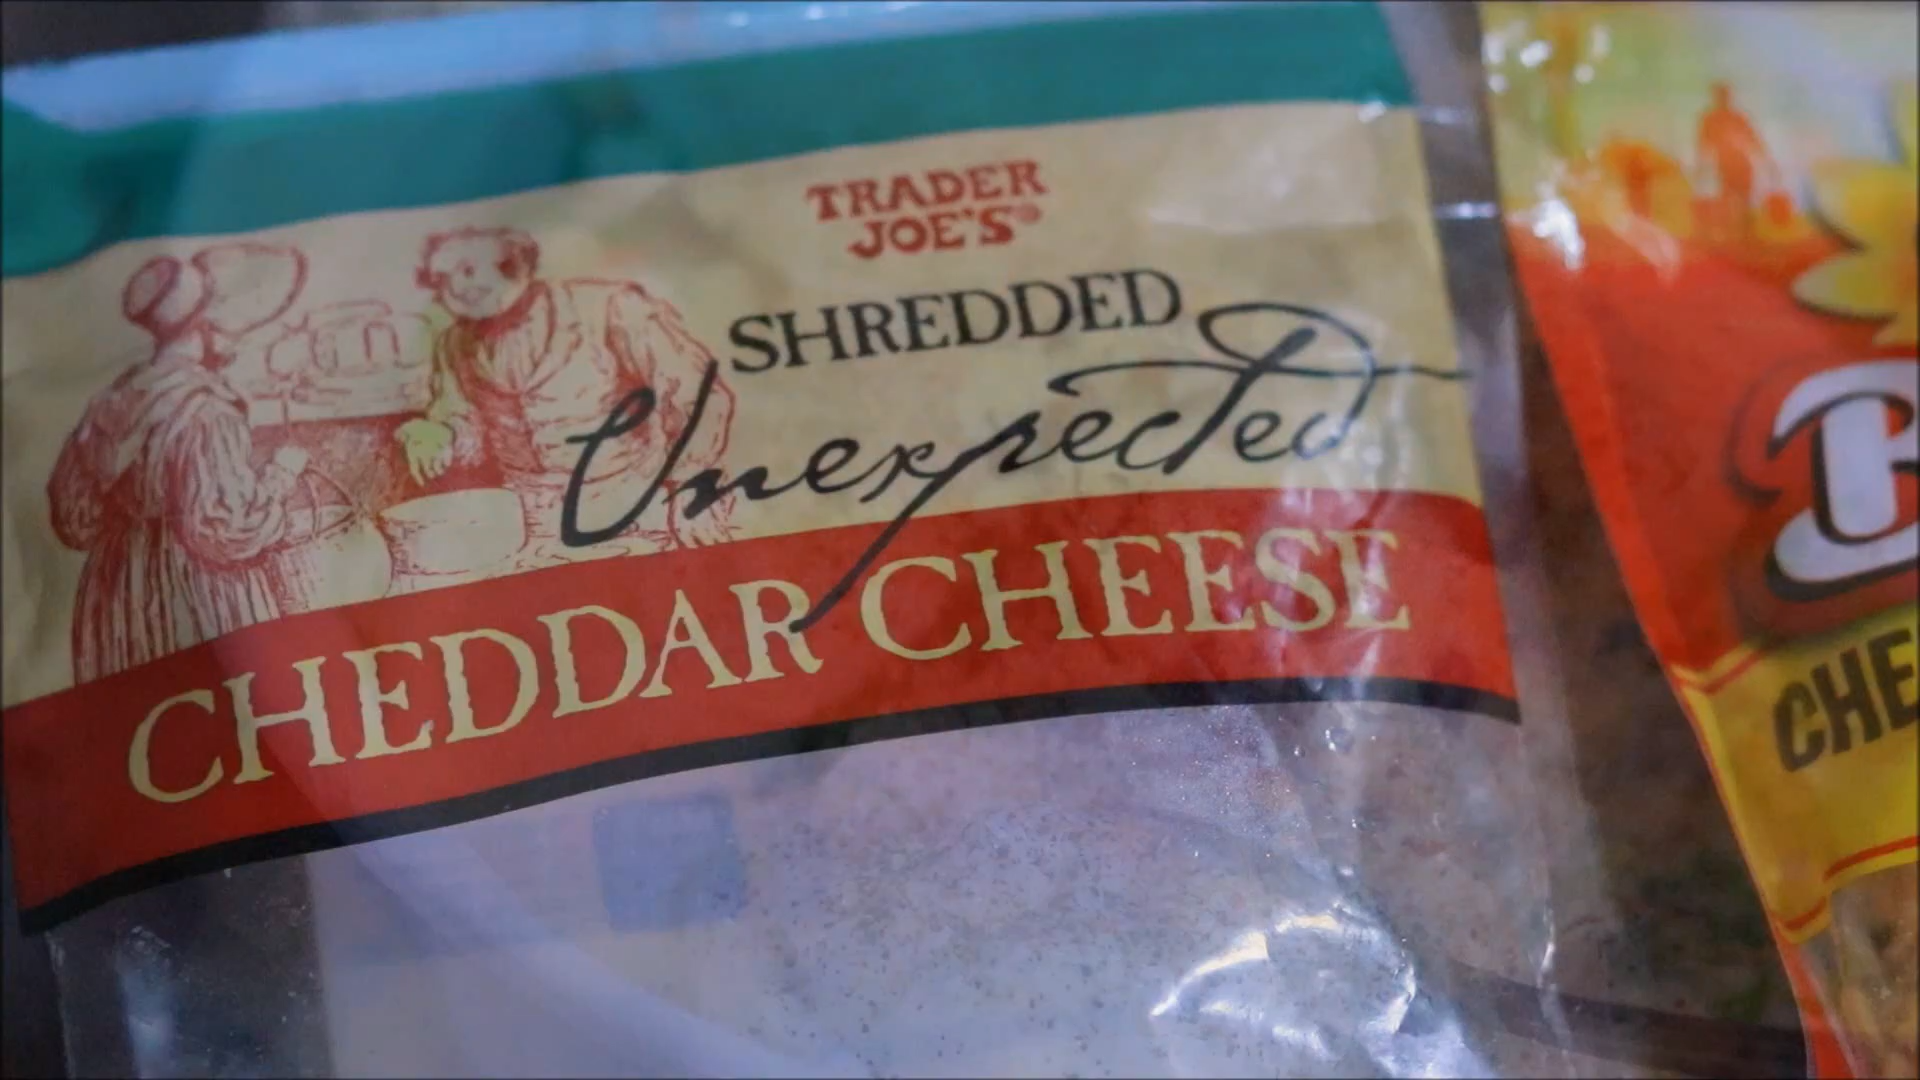 TRADER
JOE'S®
SHREDDED
Unexpected
CHEDDAR CHEESE